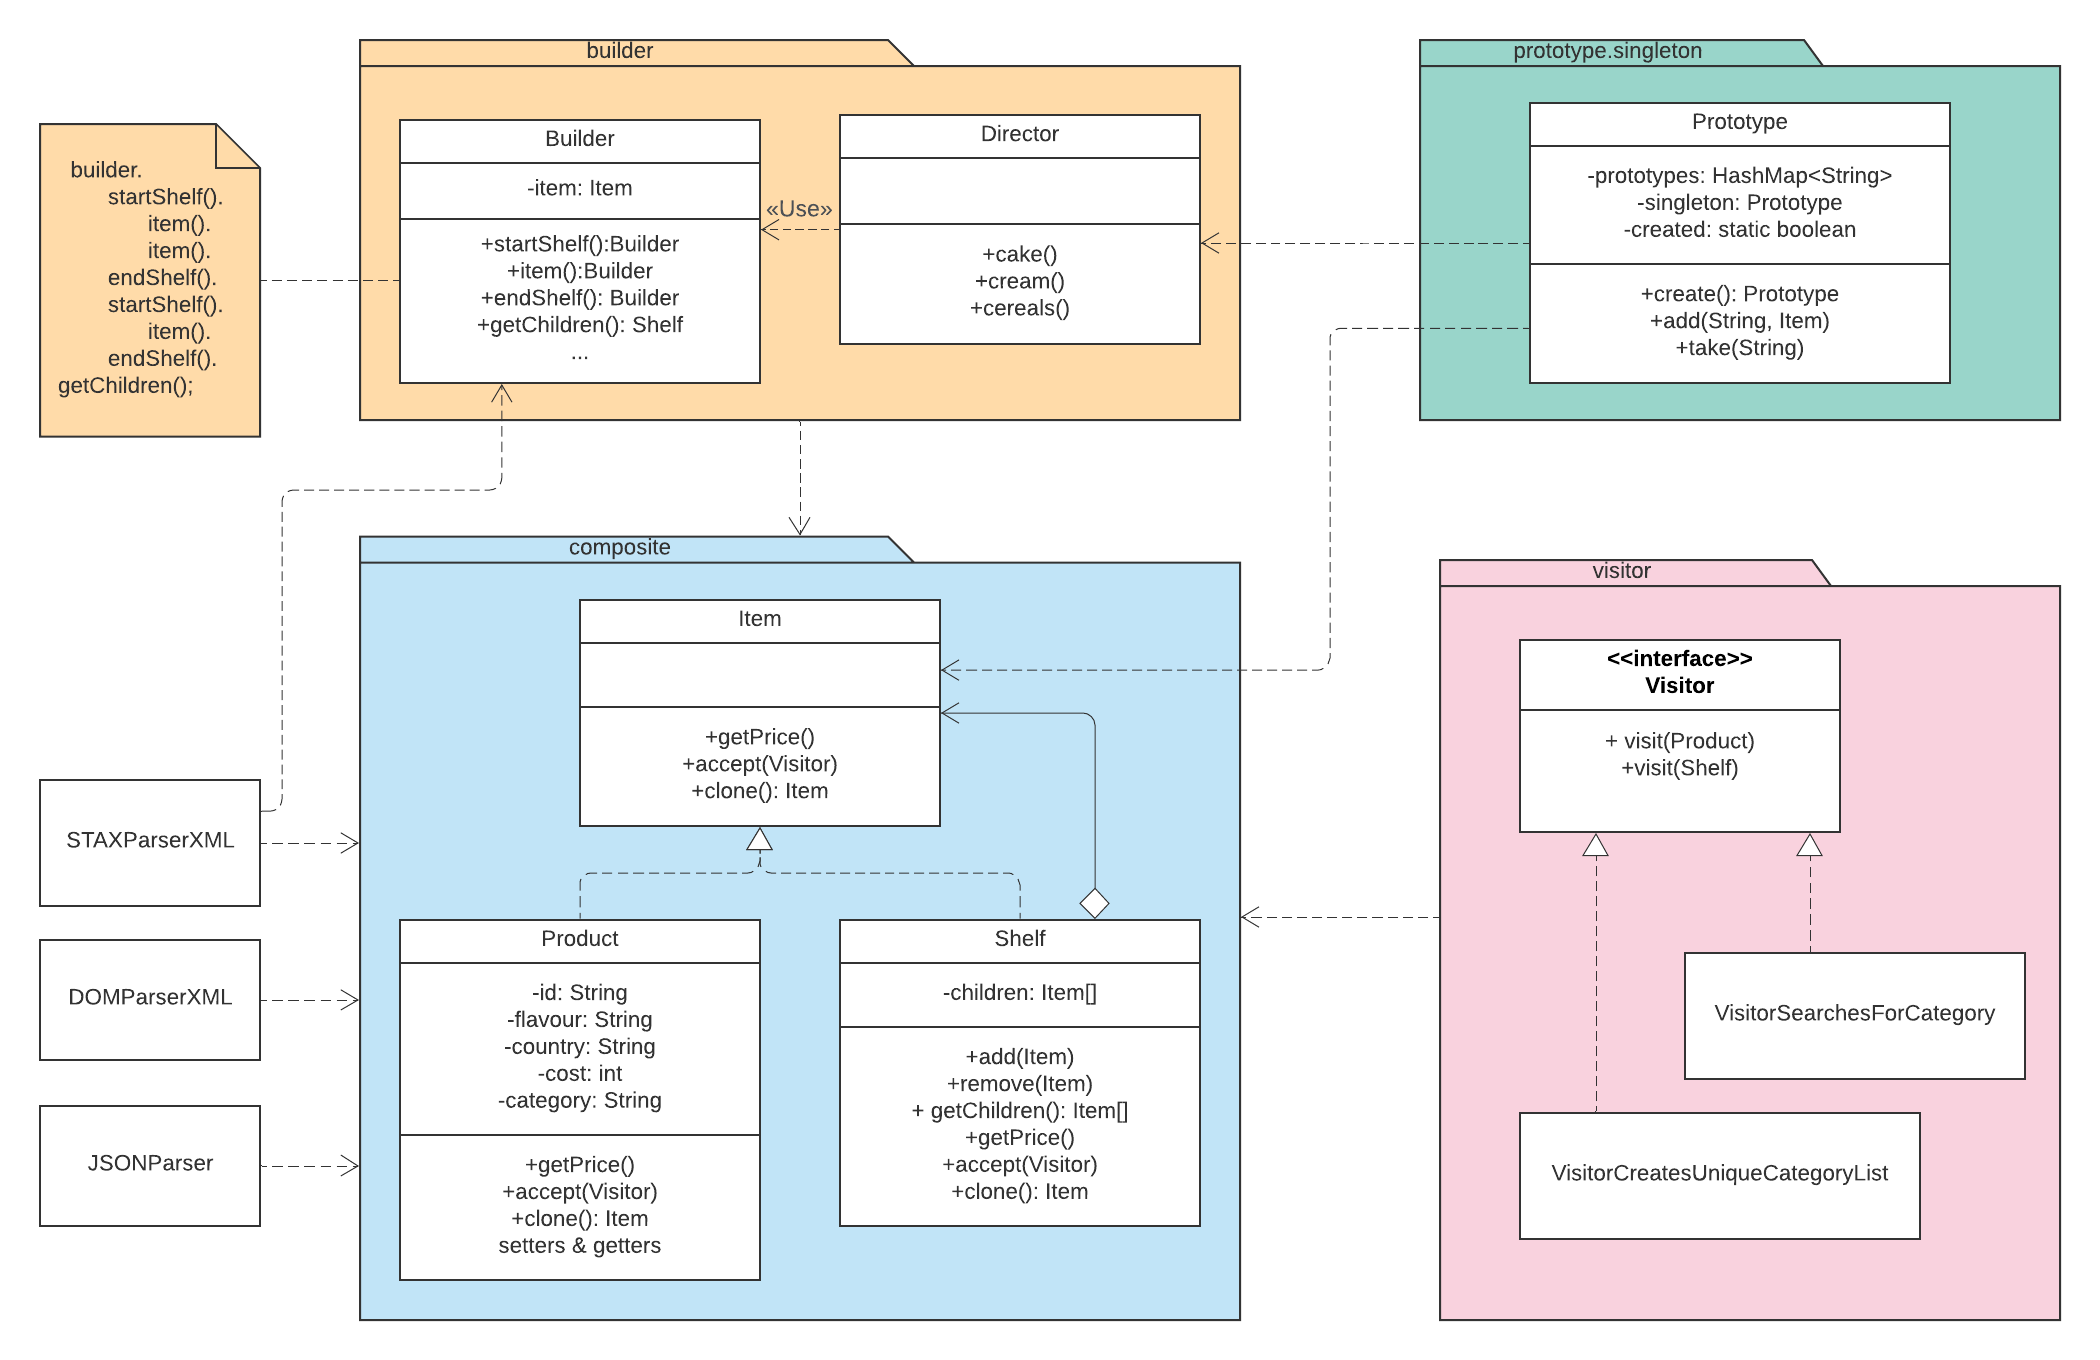 builder
prototype.singleton
builder.
startShelf().
item().
item().
endShelf().
startShelf().
item().
endShelf().
getChildren();
Builder
-item: Item
+startShelf():Builder
+item():Builder
+endShelf(): Builder
+getChildren(): Shelf
...
«Use»
Director
+cake()
+cream()
+cereals()
Prototype
-prototypes: HashMap<String>
-singleton: Prototype
-created: static boolean
+create(): Prototype
+add(String, Item)
+take(String)
composite
Item
+getPrice()
+accept(Visitor)
+clone(): Item
visitor
<<interface>>
Visitor
+ visit(Product)
+visit(Shelf)
STAXParserXML
DOMParserXML
JSONParser
Product
-id: String
-flavour: String
-country: String
-cost: int
-category: String
+getPrice()
+accept(Visitor)
+clone(): Item
setters & getters
Shelf
-children: Item[]
+add(Item)
+remove(Item)
+ getChildren(): Item[]
+getPrice()
+accept(Visitor)
+clone(): Item
VisitorSearchesForCategory
VisitorCreatesUniqueCategoryList